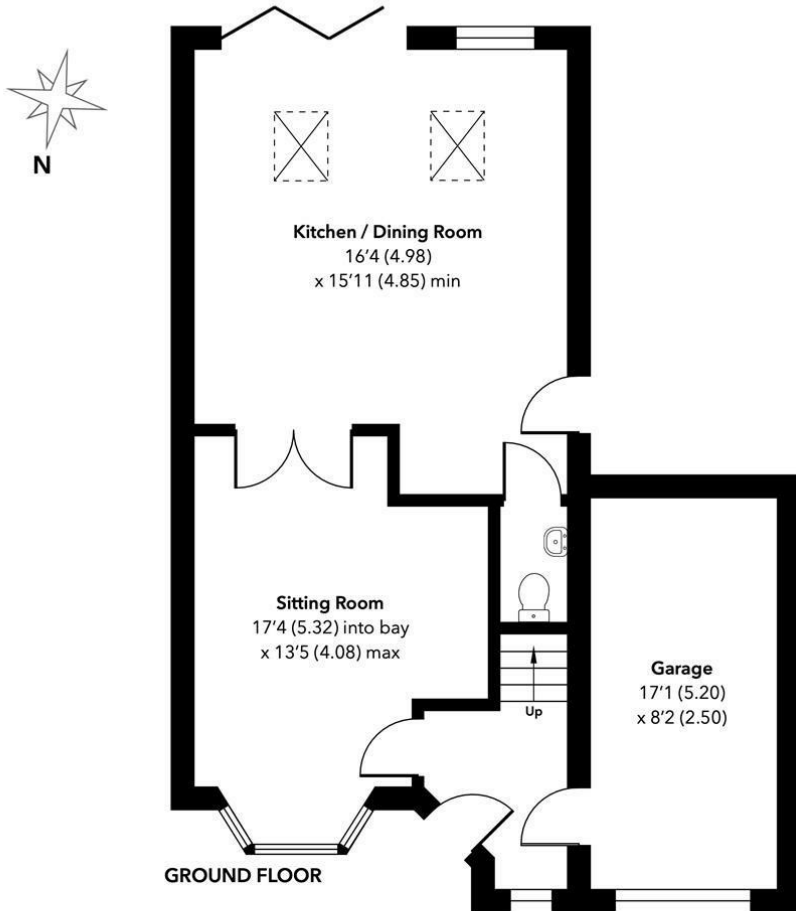 N
Kitchen / Dining Room
16'4 (4.98)
x 15'11 (4.85) min
Sitting Room
17'4 (5.32) into bay
x 13'5 (4.08) max
Up
Garage
17'1 (5.20)
x 8'2 (2.50)
GROUND FLOOR